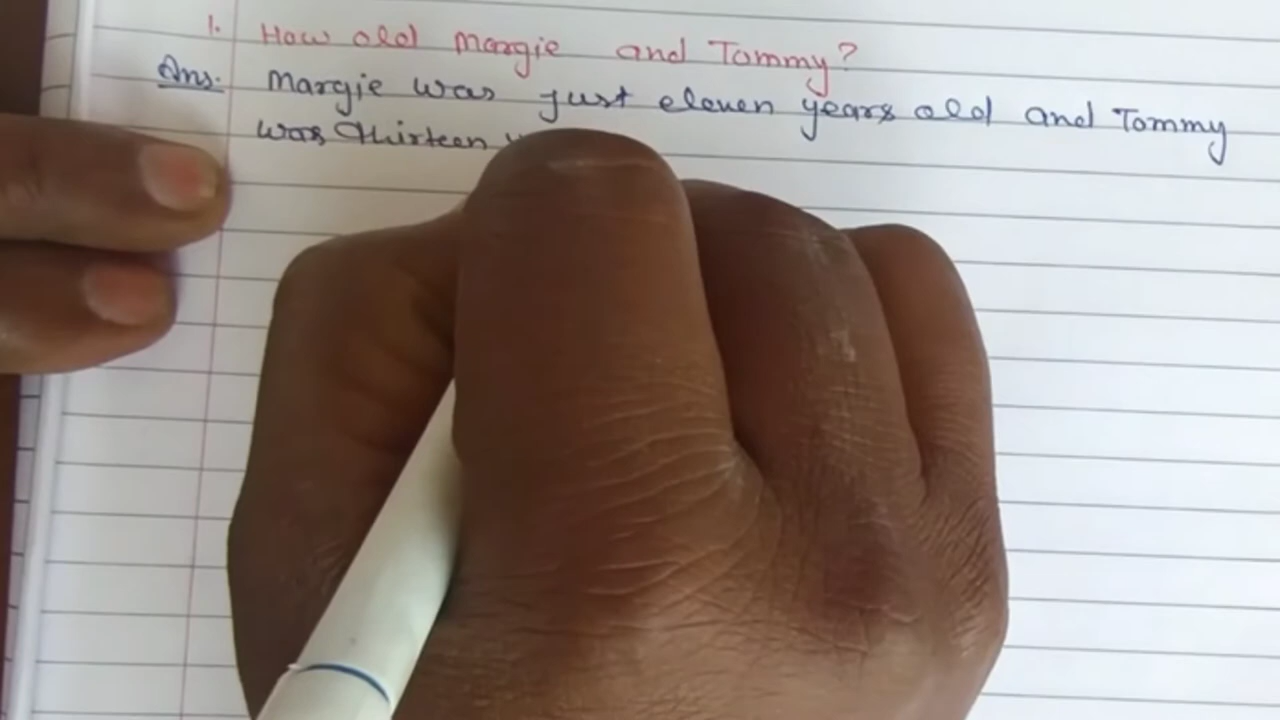 1. How old Margie and Tommy?
Ans. Margie was just eleven years old and Tommy
was thirteen